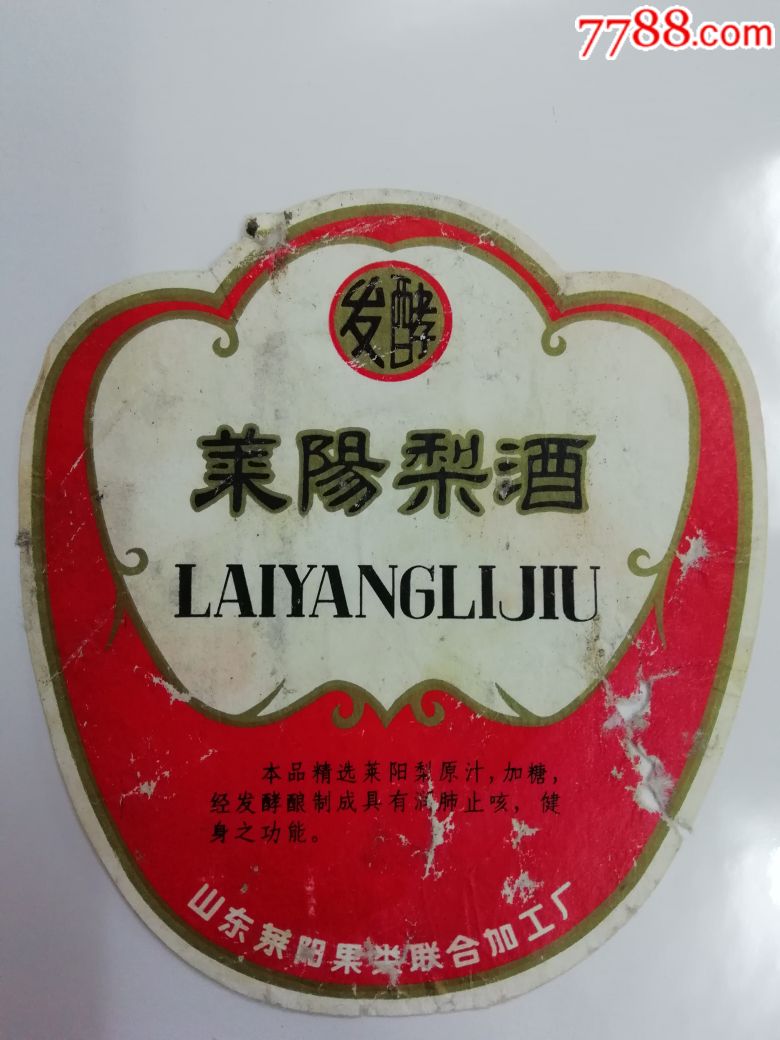 7788.com
发酵
莱陽梨酒
LAIYANGLIJIU
本品精选莱阳梨原汁,加糖,
经发酵酿制成具有润肺止咳,健
身之功能。
山东莱阳果类联合加工厂